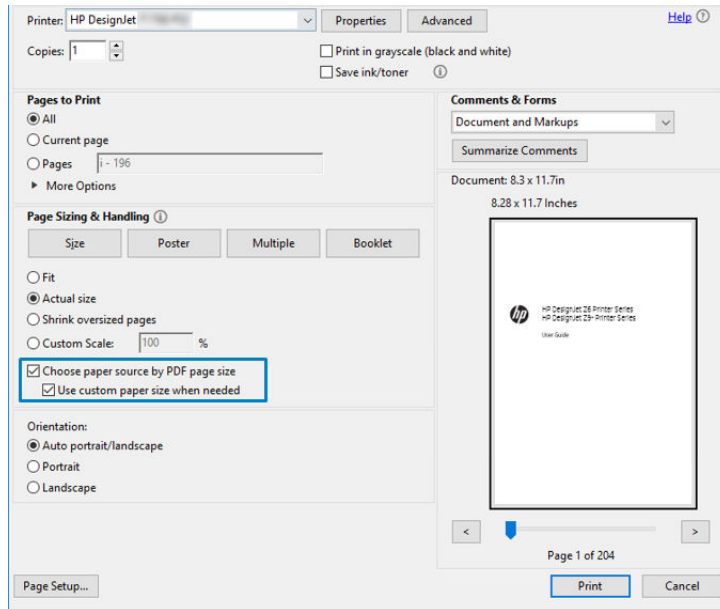 Printer: HP DesignJet
Properties
Advanced
Help
Copies: 1
Print in grayscale (black and white)
Save ink/toner
Pages to Print
All
Current page
Pages i - 196
More Options
Page Sizing & Handling
Size Poster Multiple Booklet
Fit
Actual size
Shrink oversized pages
Custom Scale: 100 %
Choose paper source by PDF page size
Use custom paper size when needed
Orientation:
Auto portrait/landscape
Portrait
Landscape
Comments & Forms
Document and Markups
Summarize Comments
Document: 8.3 x 11.7in
8.28 x 11.7 Inches
hp
HP DesignJet Z6 Printer Series
HP DesignJet Z9+ Printer Series
User Guide
< >
Page 1 of 204
Page Setup...
Print
Cancel